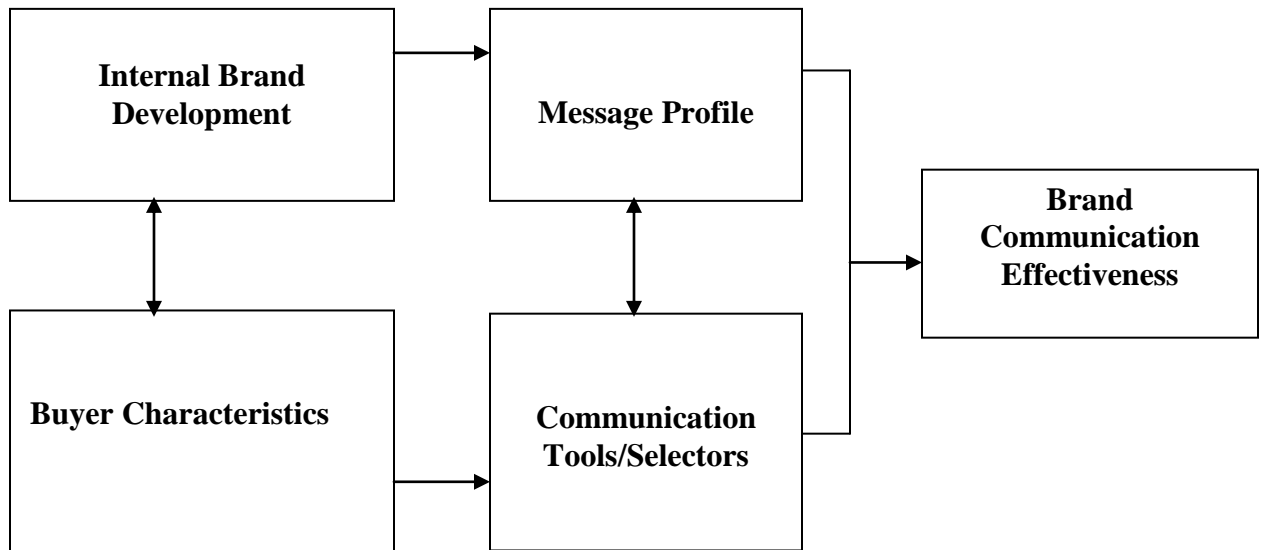 Internal Brand
Development
Message Profile
Brand
Communication
Effectiveness
Buyer Characteristics
Communication
Tools/Selectors